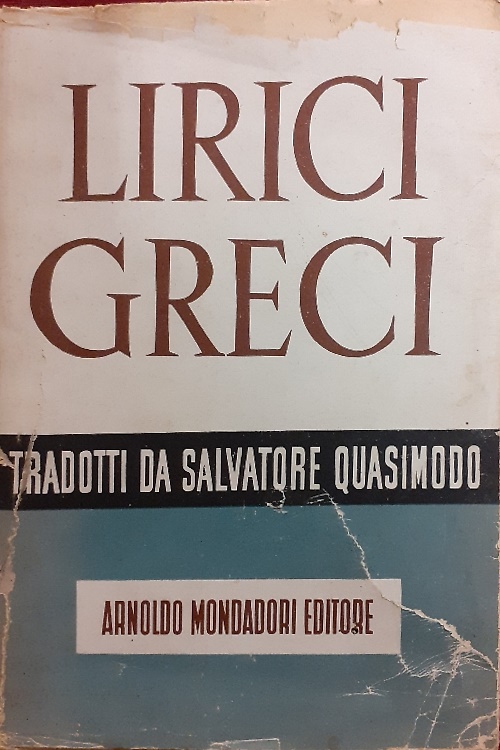 LIRICI
GRECI
TRADOTTI DA SALVATORE QUASIMODO
ARNOLDO MONDADORI EDITORE